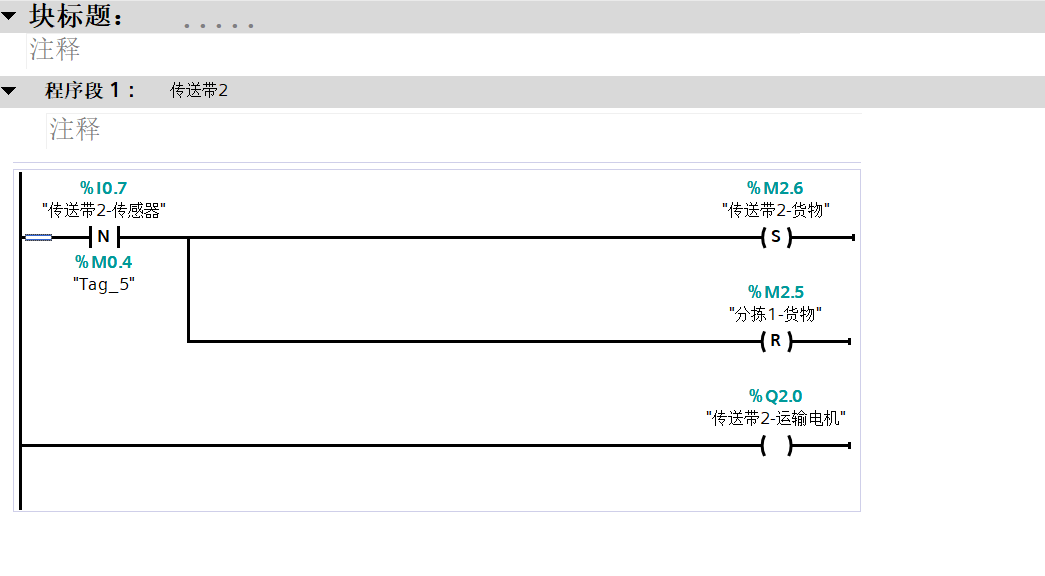 块标题： .....
注释
程序段 1： 传送带2
注释
%I0.7
"传送带2-传感器"
N
%M0.4
"Tag_5"
%M2.6
"传送带2-货物"
( S )
%M2.5
"分拣1-货物"
( R )
%Q2.0
"传送带2-运输电机"
( )